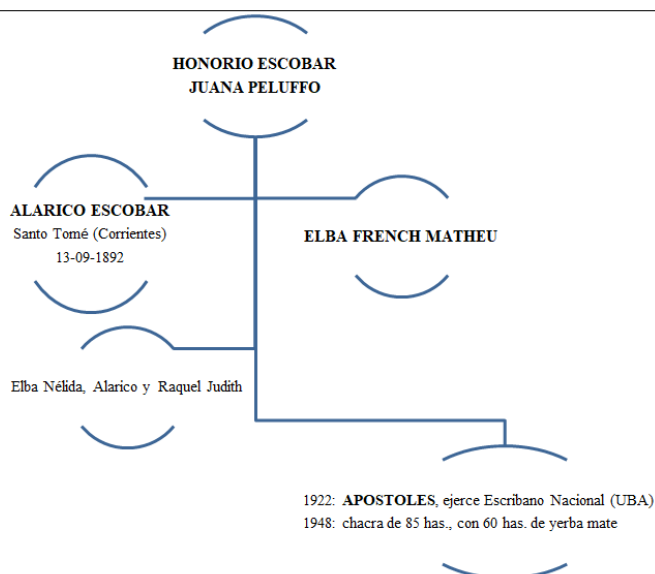 HONORIO ESCOBAR
JUANA PELUFFO
ALARICO ESCOBAR
Santo Tomé (Corrientes)
13-09-1892
ELBA FRENCH MATHEU
Elba Nélida, Alarico y Raquel Judith
1922: APOSTOLES, ejerce Escribano Nacional (UBA)
1948: chacra de 85 has., con 60 has. de yerba mate